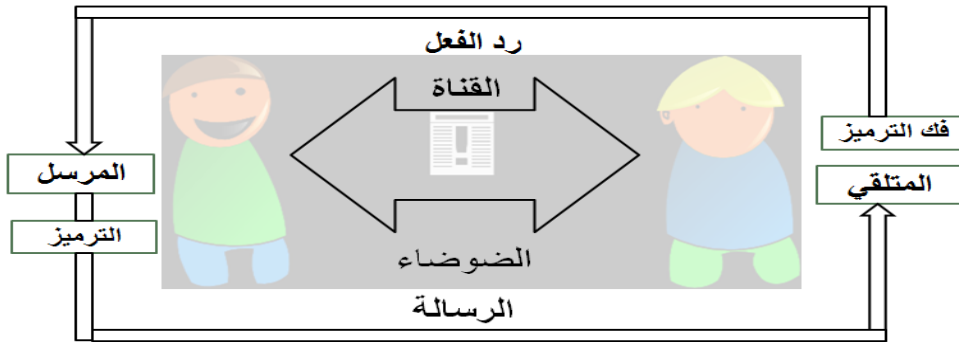 رد الفعل
القناة
فك الترميز
المرسل
المتلقي
الترميز
الضوضاء
الرسالة